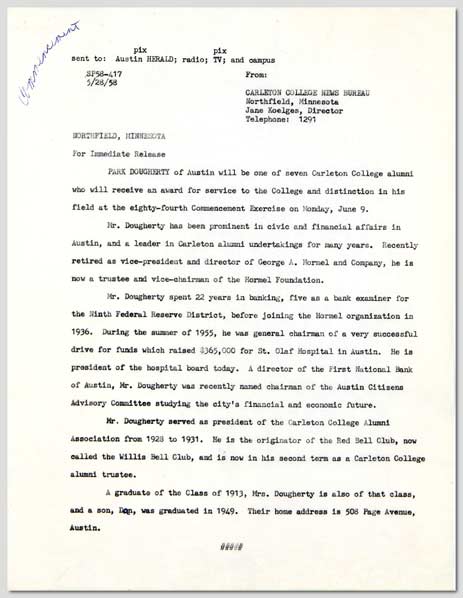 Commencement
pix pix
sent to: Austin HERALD; radio; TV; and campus
SP58-417 From:
5/28/58
CARLETON COLLEGE NEWS BUREAU
Northfield, Minnesota
Jane Koelges, Director
Telephone: 1291
NORTHFIELD, MINNESOTA
For Immediate Release
PARK DOUGHERTY of Austin will be one of seven Carleton College alumni
who will receive an award for service to the College and distinction in his
field at the eighty-fourth Commencement Exercise on Monday, June 9.
Mr. Dougherty has been prominent in civic and financial affairs in
Austin, and a leader in Carleton alumni undertakings for many years. Recently
retired as vice-president and director of George A. Hormel and Company, he is
now a trustee and vice-chairman of the Hormel Foundation.
Mr. Dougherty spent 22 years in banking, five as a bank examiner for
the Ninth Federal Reserve District, before joining the Hormel organization in
1936. During the summer of 1955, he was general chairman of a very successful
drive for funds which raised $365,000 for St. Olaf Hospital in Austin. He is
president of the hospital board today. A director of the First National Bank
of Austin, Mr. Dougherty was recently named chairman of the Austin Citizens
Advisory Committee studying the city's financial and economic future.
Mr. Dougherty served as president of the Carleton College Alumni
Association from 1928 to 1931. He is the originator of the Red Bell Club, now
called the Willis Bell Club, and is now in his second term as a Carleton College
alumni trustee.
A graduate of the Class of 1913, Mrs. Dougherty is also of that class,
and a son, Dan, was graduated in 1949. Their home address is 508 Page Avenue,
Austin.
#####